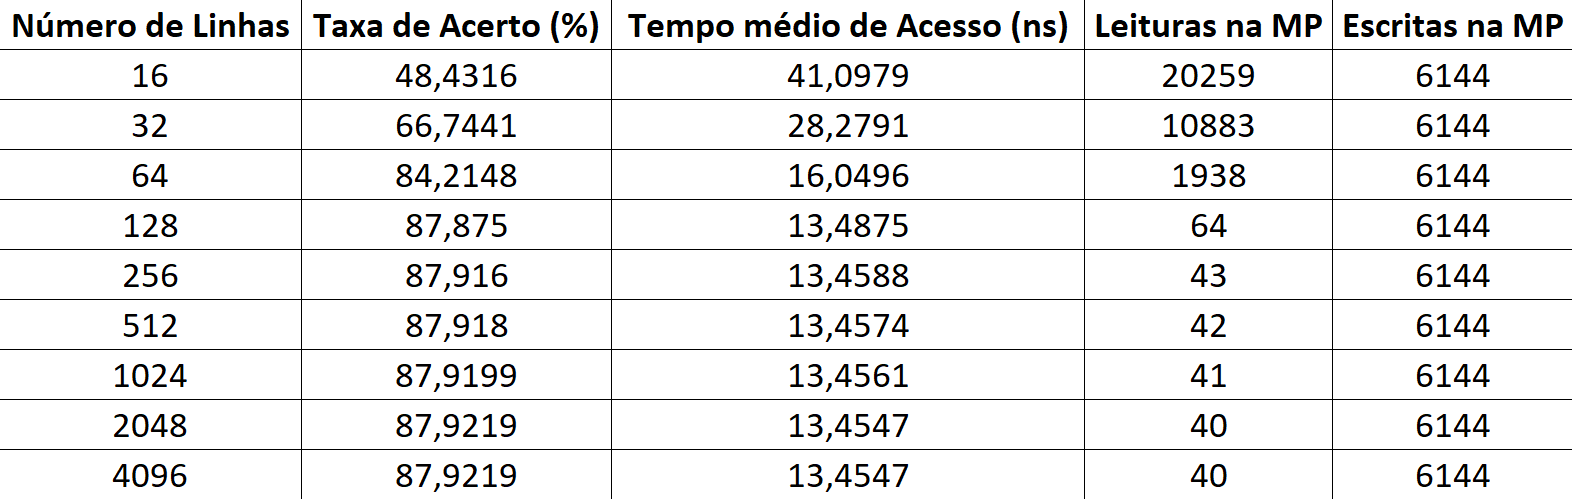 Número de Linhas Taxa de Acerto (%) Tempo médio de Acesso (ns) Leituras na MP Escritas na MP
16 48,4316 41,0979 20259 6144
32 66,7441 28,2791 10883 6144
64 84,2148 16,0496 1938 6144
128 87,875 13,4875 64 6144
256 87,916 13,4588 43 6144
512 87,918 13,4574 42 6144
1024 87,9199 13,4561 41 6144
2048 87,9219 13,4547 40 6144
4096 87,9219 13,4547 40 6144